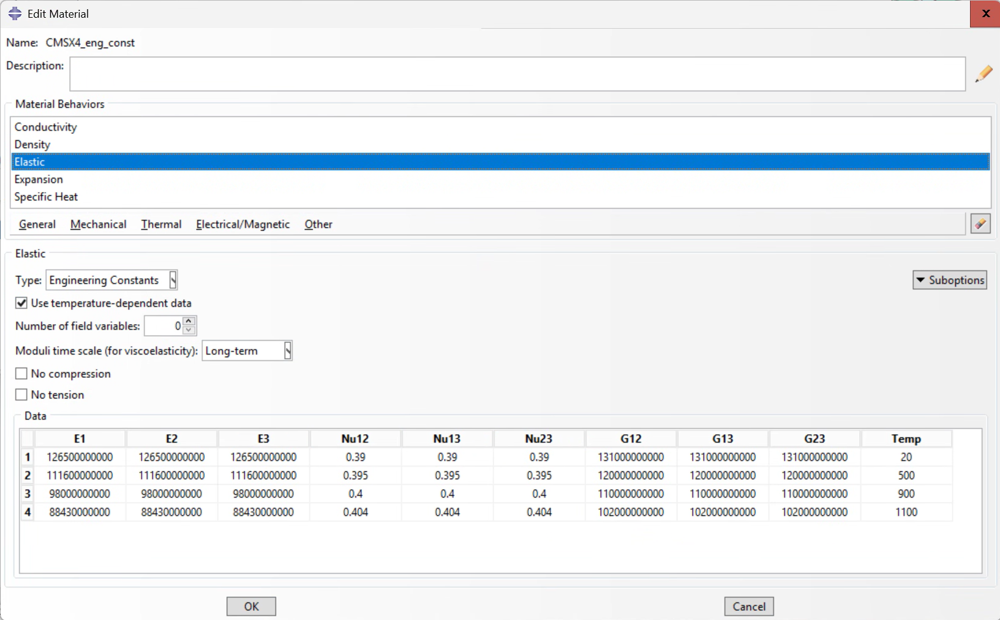 Edit Material
x
Name: CMSX4_eng_const
Description:
Material Behaviors
Conductivity
Density
Elastic
Expansion
Specific Heat
General Mechanical Thermal Electrical/Magnetic Other
Elastic
Type: Engineering Constants
Suboptions
Use temperature-dependent data
Number of field variables: 0
Moduli time scale (for viscoelasticity): Long-term
No compression
No tension
Data
E1 E2 E3 Nu12 Nu13 Nu23 G12 G13 G23 Temp
1 126500000000 126500000000 126500000000 0.39 0.39 0.39 131000000000 131000000000 131000000000 20
2 111600000000 111600000000 111600000000 0.395 0.395 0.395 120000000000 120000000000 120000000000 500
3 98000000000 98000000000 98000000000 0.4 0.4 0.4 110000000000 110000000000 110000000000 900
4 88430000000 88430000000 88430000000 0.404 0.404 0.404 102000000000 102000000000 102000000000 1100
OK Cancel